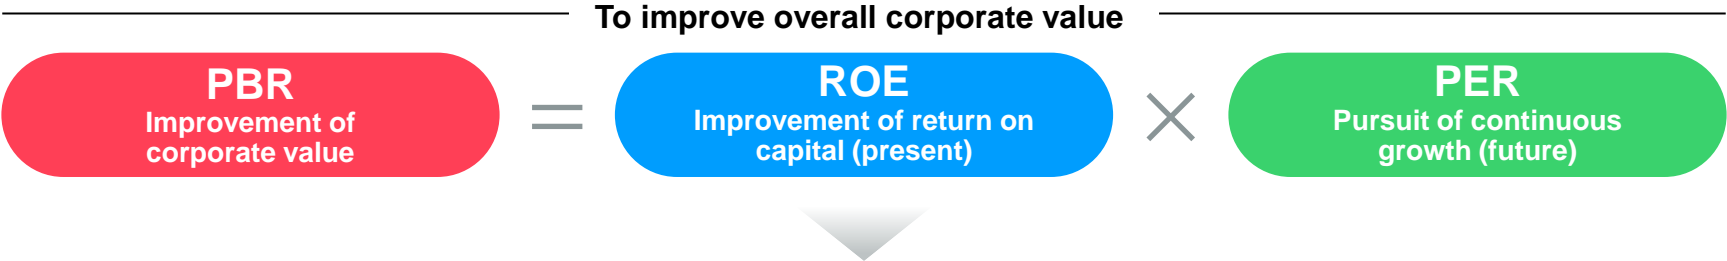 To improve overall corporate value
PBR
Improvement of
corporate value
=
ROE
Improvement of return on
capital (present)
×
PER
Pursuit of continuous
growth (future)